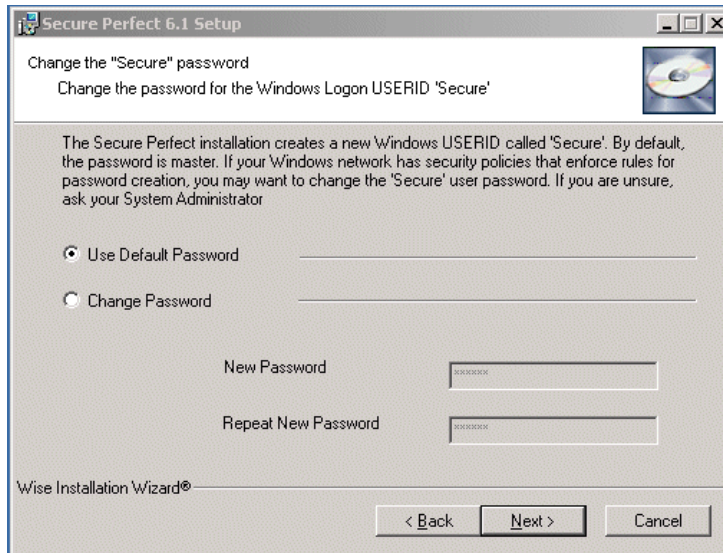 Secure Perfect 6.1 Setup
Change the "Secure" password
Change the password for the Windows Logon USERID 'Secure'
The Secure Perfect installation creates a new Windows USERID called 'Secure'. By default,
the password is master. If your Windows network has security policies that enforce rules for
password creation, you may want to change the 'Secure' user password. If you are unsure,
ask your System Administrator
Use Default Password
Change Password
New Password
xxxxxx
Repeat New Password
xxxxxx
Wise Installation Wizard®
< Back
Next >
Cancel